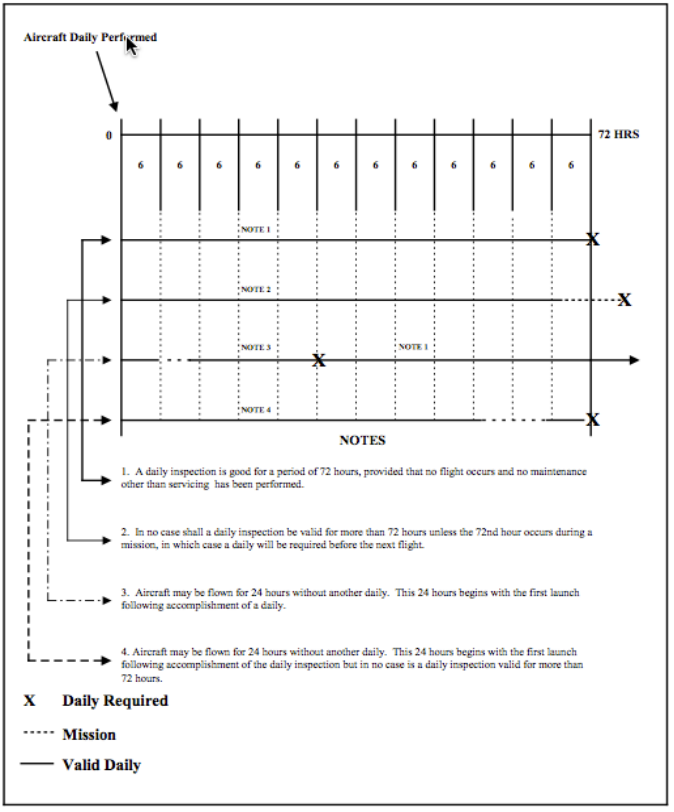 Aircraft Daily Performed
0
72 HRS
6 6 6 6 6 6 6 6 6 6 6 6
NOTE 1
X
NOTE 2
X
NOTE 3
X
NOTE 1
NOTE 4
X
NOTES
1. A daily inspection is good for a period of 72 hours, provided that no flight occurs and no maintenance
other than servicing has been performed.
2. In no case shall a daily inspection be valid for more than 72 hours unless the 72nd hour occurs during a
mission, in which case a daily will be required before the next flight.
3. Aircraft may be flown for 24 hours without another daily. This 24 hours begins with the first launch
following accomplishment of a daily.
4. Aircraft may be flown for 24 hours without another daily. This 24 hours begins with the first launch
following accomplishment of the daily inspection but in no case is a daily inspection valid for more than
72 hours.
X Daily Required
Mission
Valid Daily